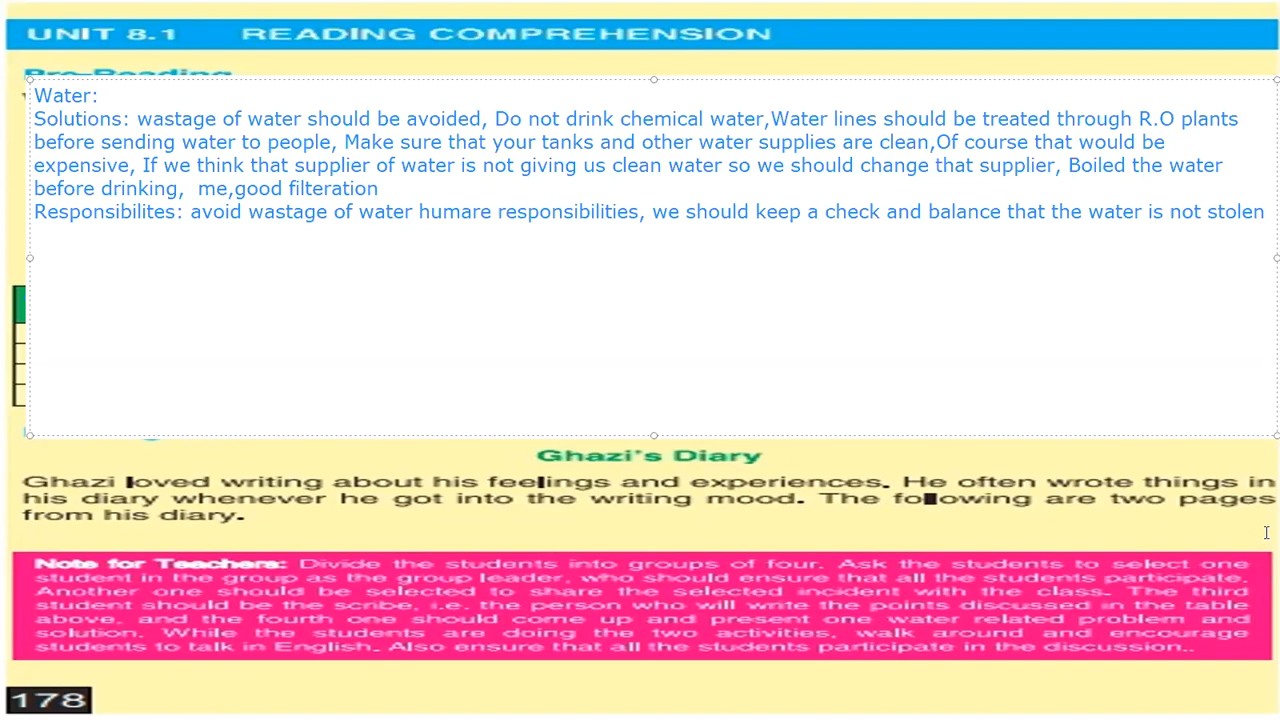 UNIT 8.1 READING COMPREHENSION
Pre-Reading
Water:
Solutions: wastage of water should be avoided, Do not drink chemical water,Water lines should be treated through R.O plants
before sending water to people, Make sure that your tanks and other water supplies are clean,Of course that would be
expensive, If we think that supplier of water is not giving us clean water so we should change that supplier, Boiled the water
before drinking,  me,good filteration
Responsibilites: avoid wastage of water humare responsibilities, we should keep a check and balance that the water is not stolen
Ghazi's Diary
Ghazi loved writing about his feelings and experiences. He often wrote things in
his diary whenever he got into the writing mood. The following are two pages
from his diary.
Note for Teachers: Divide the students into groups of four. Ask the students to select one
student in the group as the group leader, who should ensure that all the students participate.
Another one should be selected to share the selected incident with the class. The third
student should be the scribe, i.e. the person who will write the points discussed in the table
above, and the fourth one should come up and present one water related problem and
solution. While the students are doing the two activities, walk around and encourage
students to talk in English. Also ensure that all the students participate in the discussion..
178